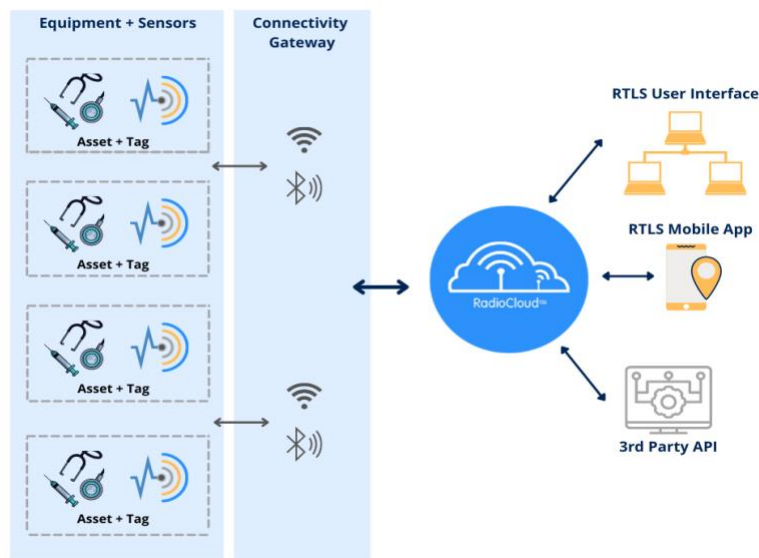 Equipment + Sensors
Connectivity
Gateway
Asset + Tag
Asset + Tag
Asset + Tag
Asset + Tag
RadioCloud℠
RTLS User Interface
RTLS Mobile App
3rd Party API